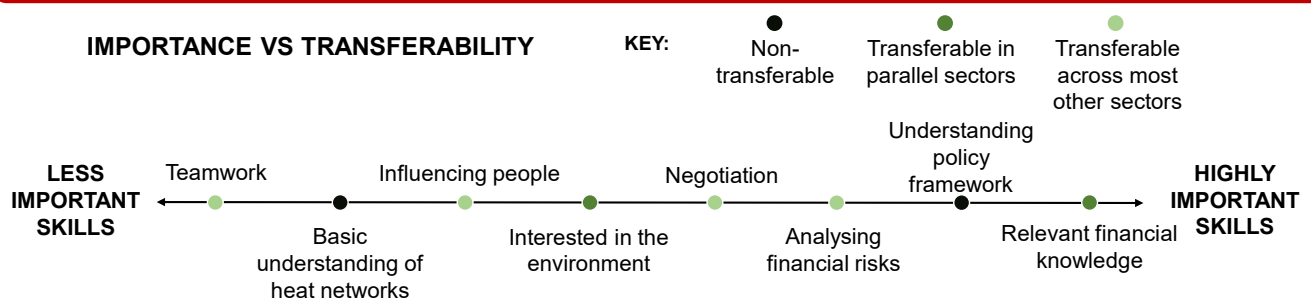 IMPORTANCE VS TRANSFERABILITY
KEY:
Non-
transferable
Transferable in
parallel sectors
Transferable
across most
other sectors
LESS
IMPORTANT
SKILLS
Teamwork
Basic
understanding of
heat networks
Influencing people
Interested in the
environment
Negotiation
Analysing
financial risks
Understanding
policy
framework
Relevant financial
knowledge
HIGHLY
IMPORTANT
SKILLS